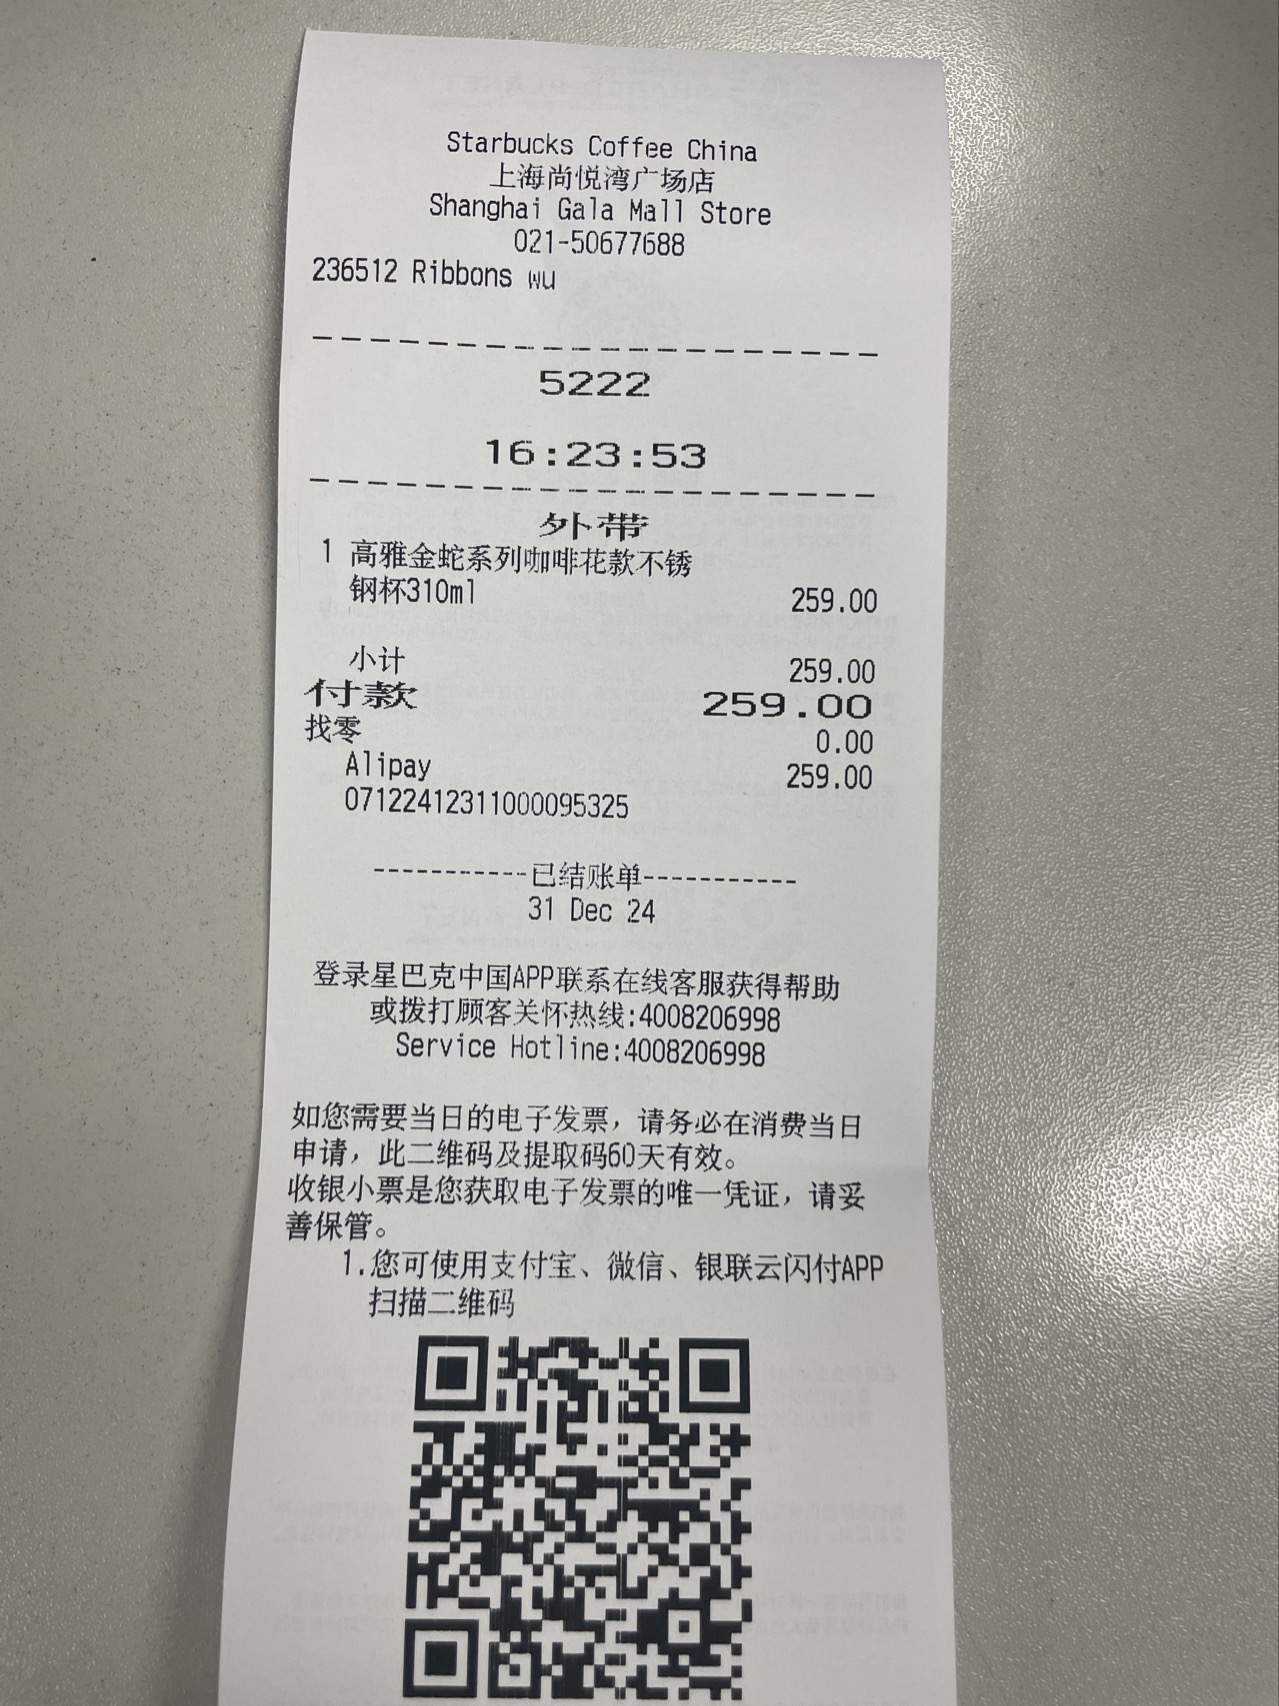 Starbucks Coffee China
上海尚悦湾广场店
Shanghai Gala Mall Store
021-50677688
236512 Ribbons wu
5222
16:23:53
外带
1 高雅金蛇系列咖啡花款不锈
钢杯310ml 259.00
小计 259.00
付款 259.00
找零 0.00
Alipay 259.00
07122412311000095325
-----------已结账单-----------
31 Dec 24
登录星巴克中国APP联系在线客服获得帮助
或拨打顾客关怀热线:4008206998
Service Hotline:4008206998
如您需要当日的电子发票，请务必在消费当日
申请，此二维码及提取码60天有效。
收银小票是您获取电子发票的唯一凭证，请妥
善保管。
1.您可使用支付宝、微信、银联云闪付APP
扫描二维码